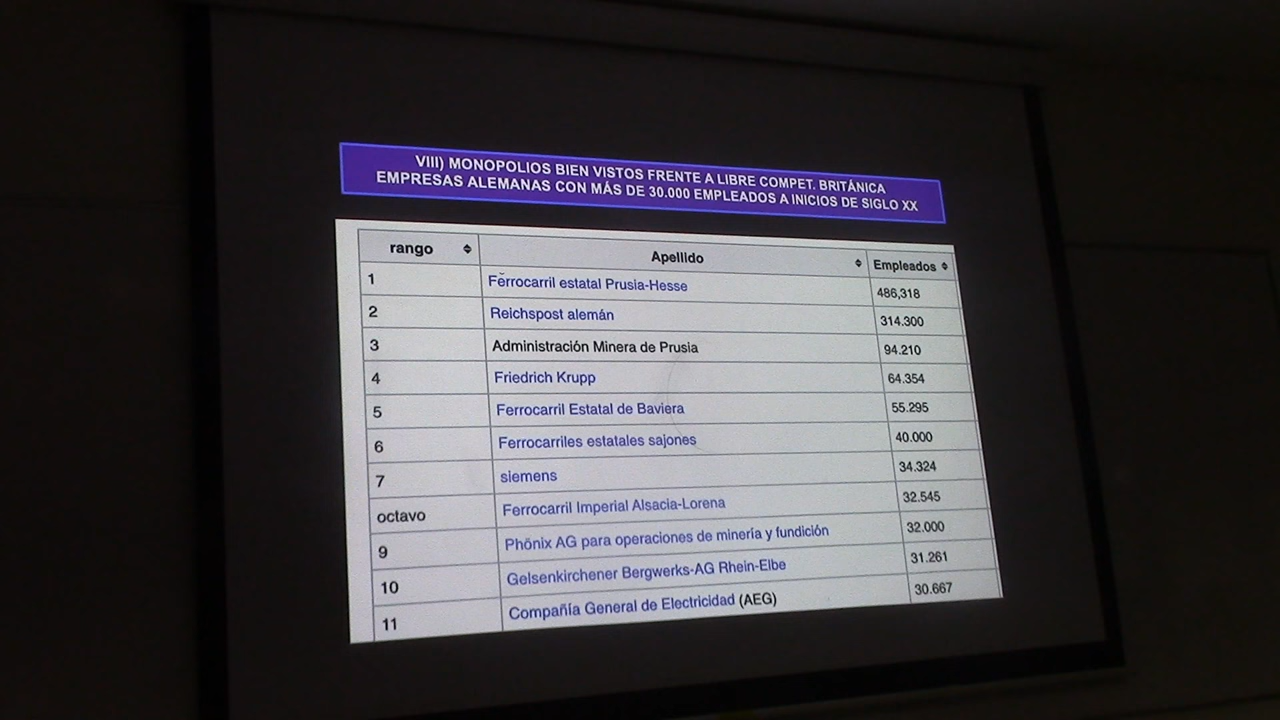 VIII) MONOPOLIOS BIEN VISTOS FRENTE A LIBRE COMPET. BRITÁNICA
EMPRESAS ALEMANAS CON MÁS DE 30.000 EMPLEADOS A INICIOS DE SIGLO XX
rango Apellido Empleados
1 Ferrocarril estatal Prusia-Hesse 486,318
2 Reichspost alemán 314.300
3 Administración Minera de Prusia 94.210
4 Friedrich Krupp 64.354
5 Ferrocarril Estatal de Baviera 55.295
6 Ferrocarriles estatales sajones 40.000
7 siemens 34.324
octavo Ferrocarril Imperial Alsacia-Lorena 32.545
9 Phönix AG para operaciones de minería y fundición 32.000
10 Gelsenkirchener Bergwerks-AG Rhein-Elbe 31.261
11 Compañía General de Electricidad (AEG) 30.667